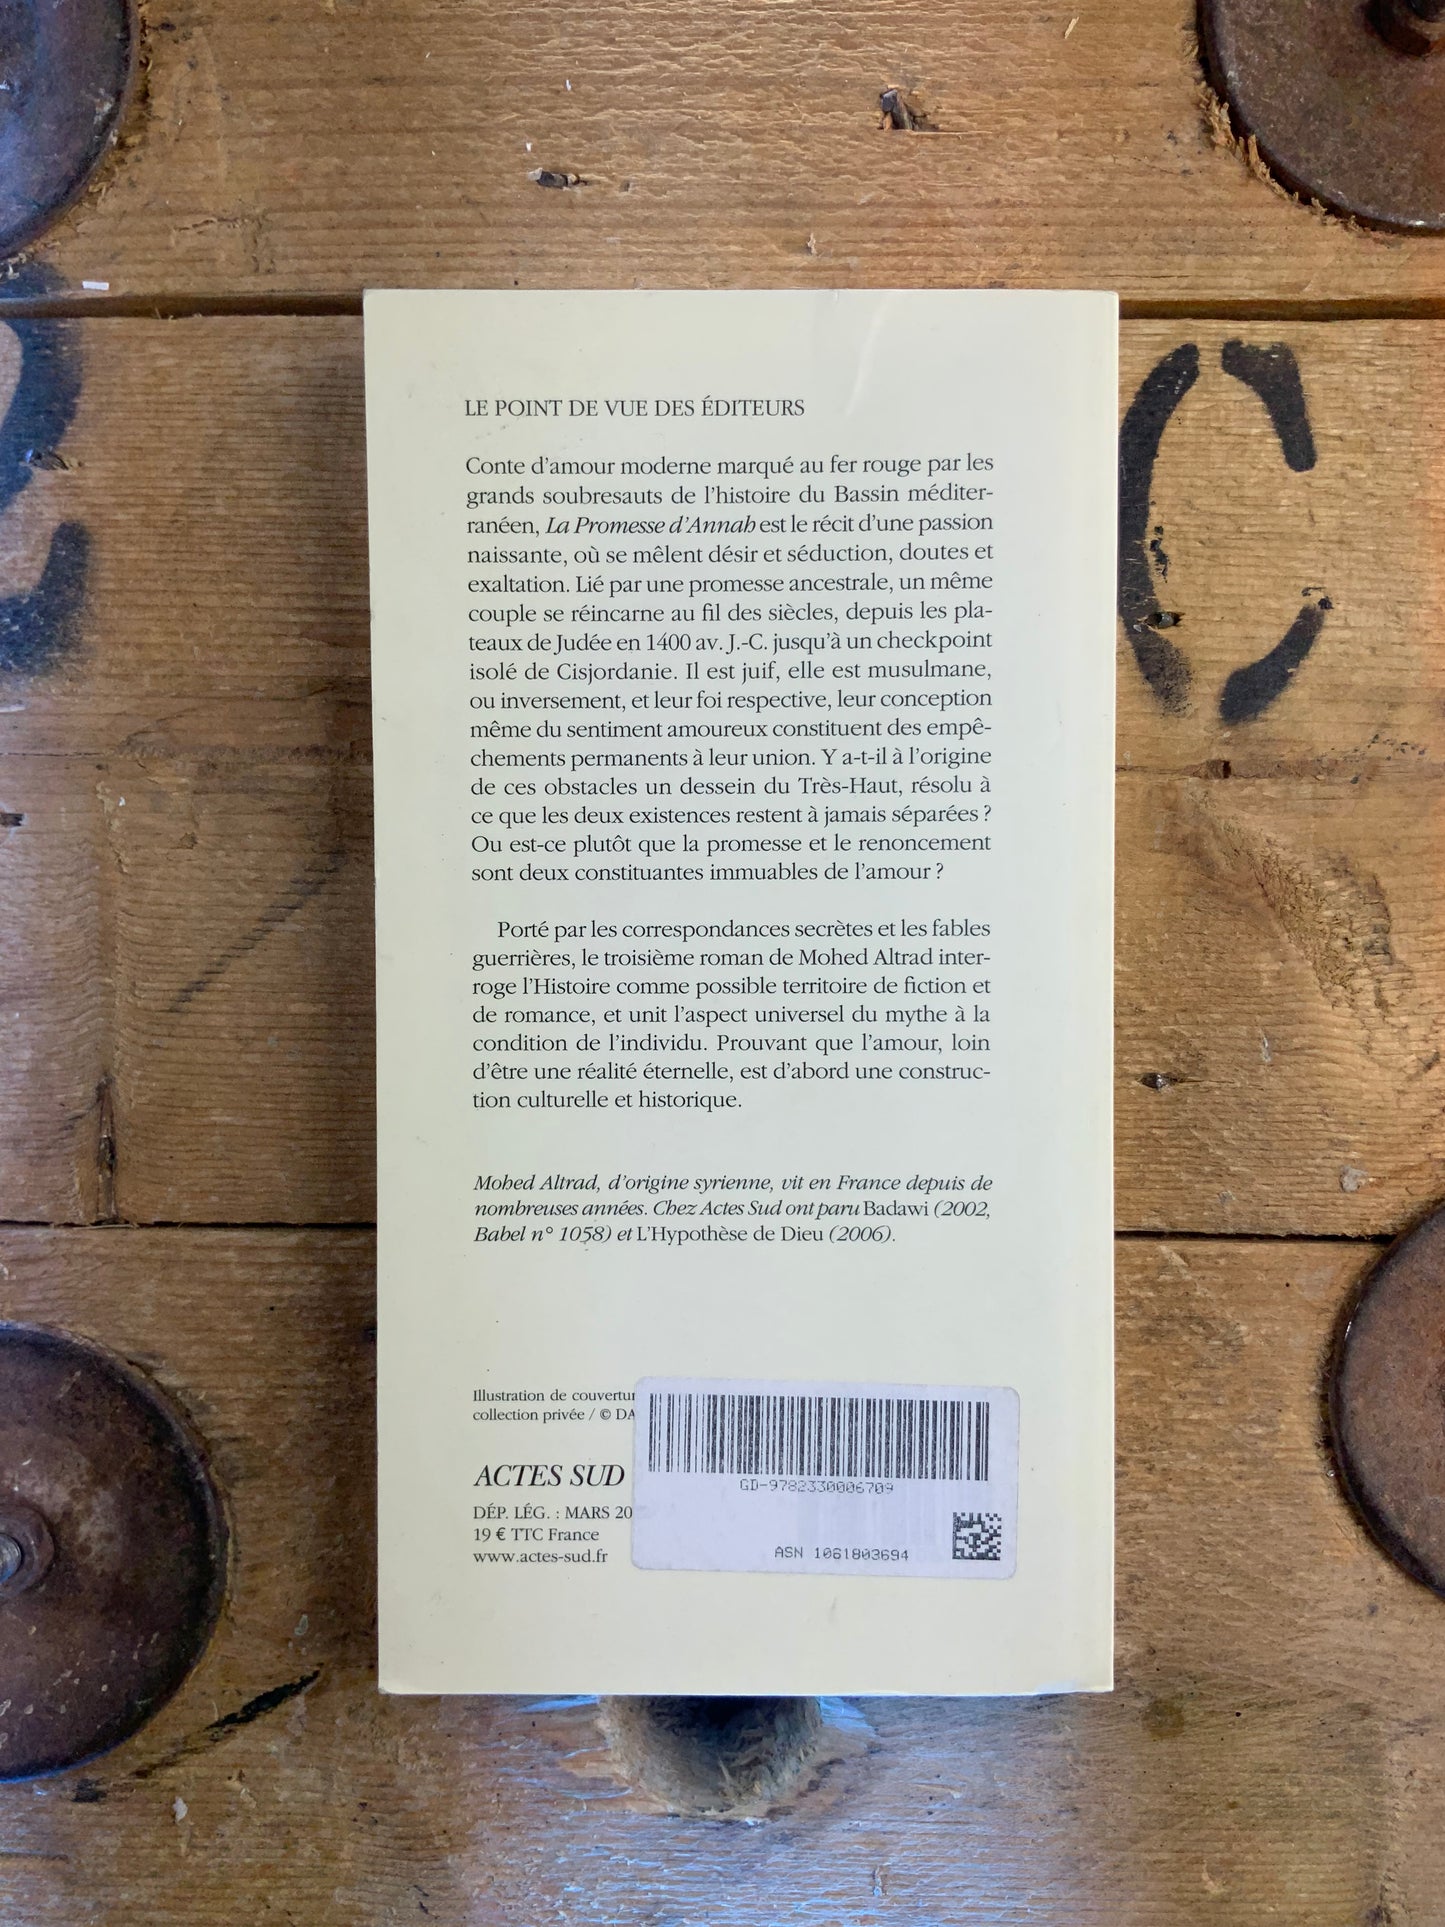 LE POINT DE VUE DES ÉDITEURS
Conte d'amour moderne marqué au fer rouge par les
grands soubresauts de l'histoire du Bassin méditer-
ranéen, La Promesse d'Annah est le récit d'une passion
naissante, où se mêlent désir et séduction, doutes et
exaltation. Lié par une promesse ancestrale, un même
couple se réincarne au fil des siècles, depuis les pla-
teaux de Judée en 1400 av. J.-C. jusqu'à un checkpoint
isolé de Cisjordanie. Il est juif, elle est musulmane,
ou inversement, et leur foi respective, leur conception
même du sentiment amoureux constituent des empê-
chements permanents à leur union. Y a-t-il à l'origine
de ces obstacles un dessein du Très-Haut, résolu à
ce que les deux existences restent à jamais séparées ?
Ou est-ce plutôt que la promesse et le renoncement
sont deux constituantes immuables de l'amour ?
Porté par les correspondances secrètes et les fables
guerrières, le troisième roman de Mohed Altrad inter-
roge l'Histoire comme possible territoire de fiction et
de romance, et unit l'aspect universel du mythe à la
condition de l'individu. Prouvant que l'amour, loin
d'être une réalité éternelle, est d'abord une construc-
tion culturelle et historique.
Mohed Altrad, d'origine syrienne, vit en France depuis de
nombreuses années. Chez Actes Sud ont paru Badawi (2002,
Babel n° 1058) et L'Hypothèse de Dieu (2006).
Illustration de couvertur
collection privée / © DA
ACTES SUD
DÉP. LÉG. : MARS 20
19 € TTC France
www.actes-sud.fr
GD-9782330006709
ASN 1061803694
C